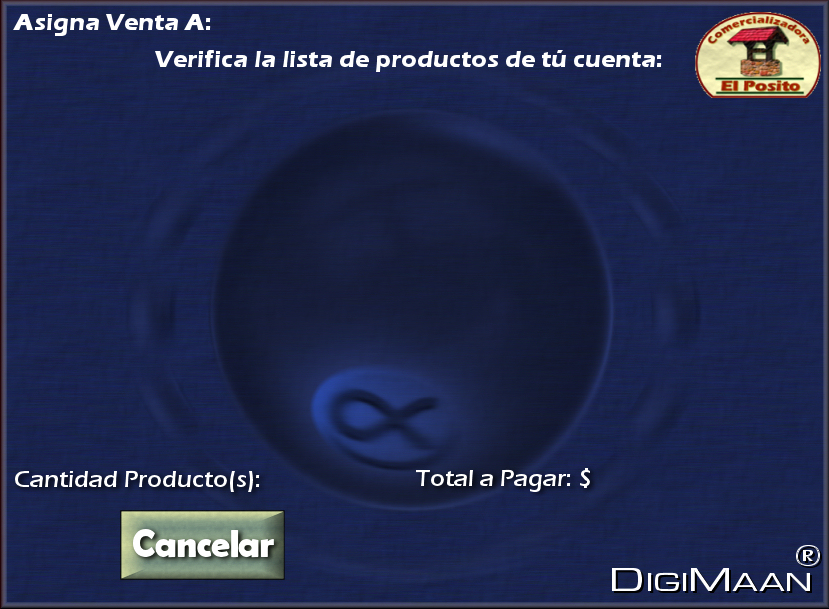 Asigna Venta A:
Verifica la lista de productos de tú cuenta:
Comercializadora
El Posito
Cantidad Producto(s):
Total a Pagar: $
Cancelar
DIGIMAAN®